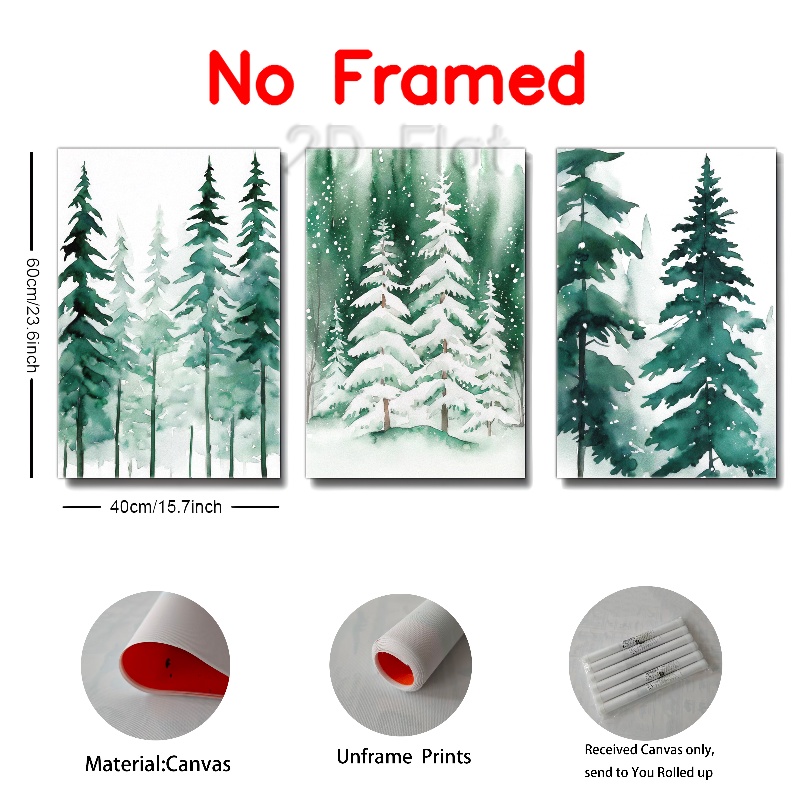 No Framed
2D Flat
60cm/23.6inch
40cm/15.7inch
Material:Canvas
Unframe Prints
Received Canvas only,
send to You Rolled up